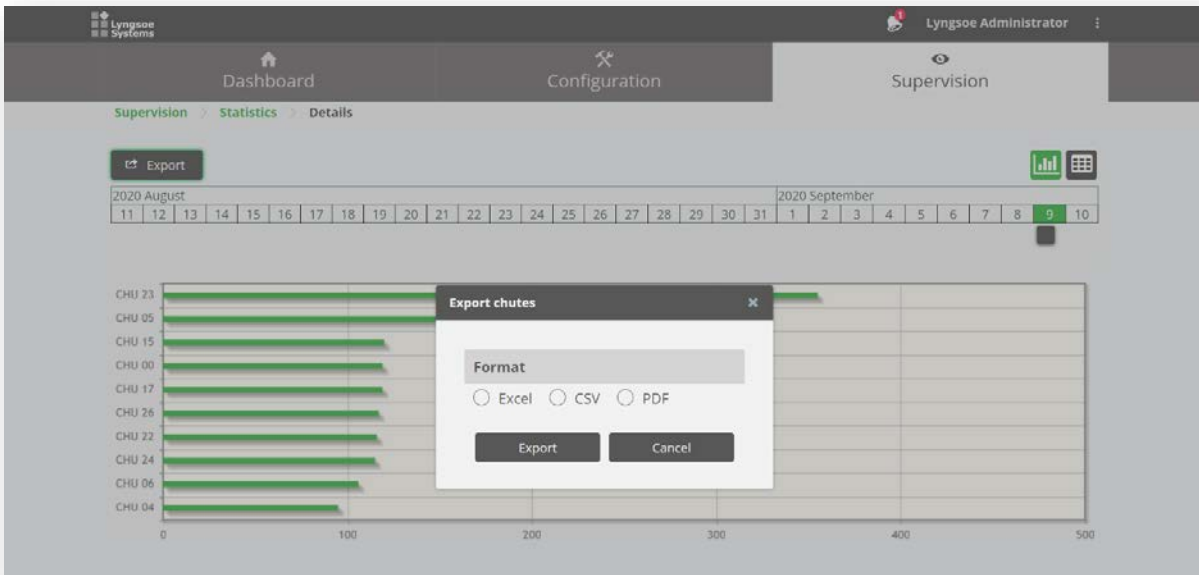 Lyngsoe
Systems
1
Lyngsoe Administrator
Dashboard
Configuration
Supervision
Supervision
Statistics
Details
Export
2020 August
2020 September
11 12 13 14 15 16 17 18 19 20 21 22 23 24 25 26 27 28 29 30 31 1 2 3 4 5 6 7 8 9 10
CHU 23
CHU 05
CHU 15
CHU 00
CHU 17
CHU 26
CHU 22
CHU 24
CHU 06
CHU 04
0 100 200 300 400 500
Export chutes
Format
Excel CSV PDF
Export
Cancel